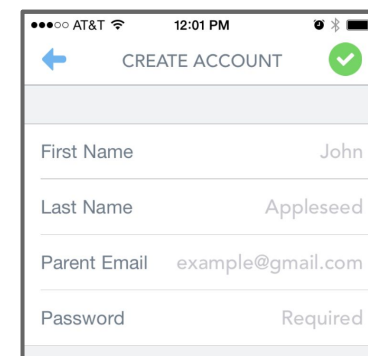 AT&T 12:01 PM
CREATE ACCOUNT
First Name John
Last Name Appleseed
Parent Email example@gmail.com
Password Required